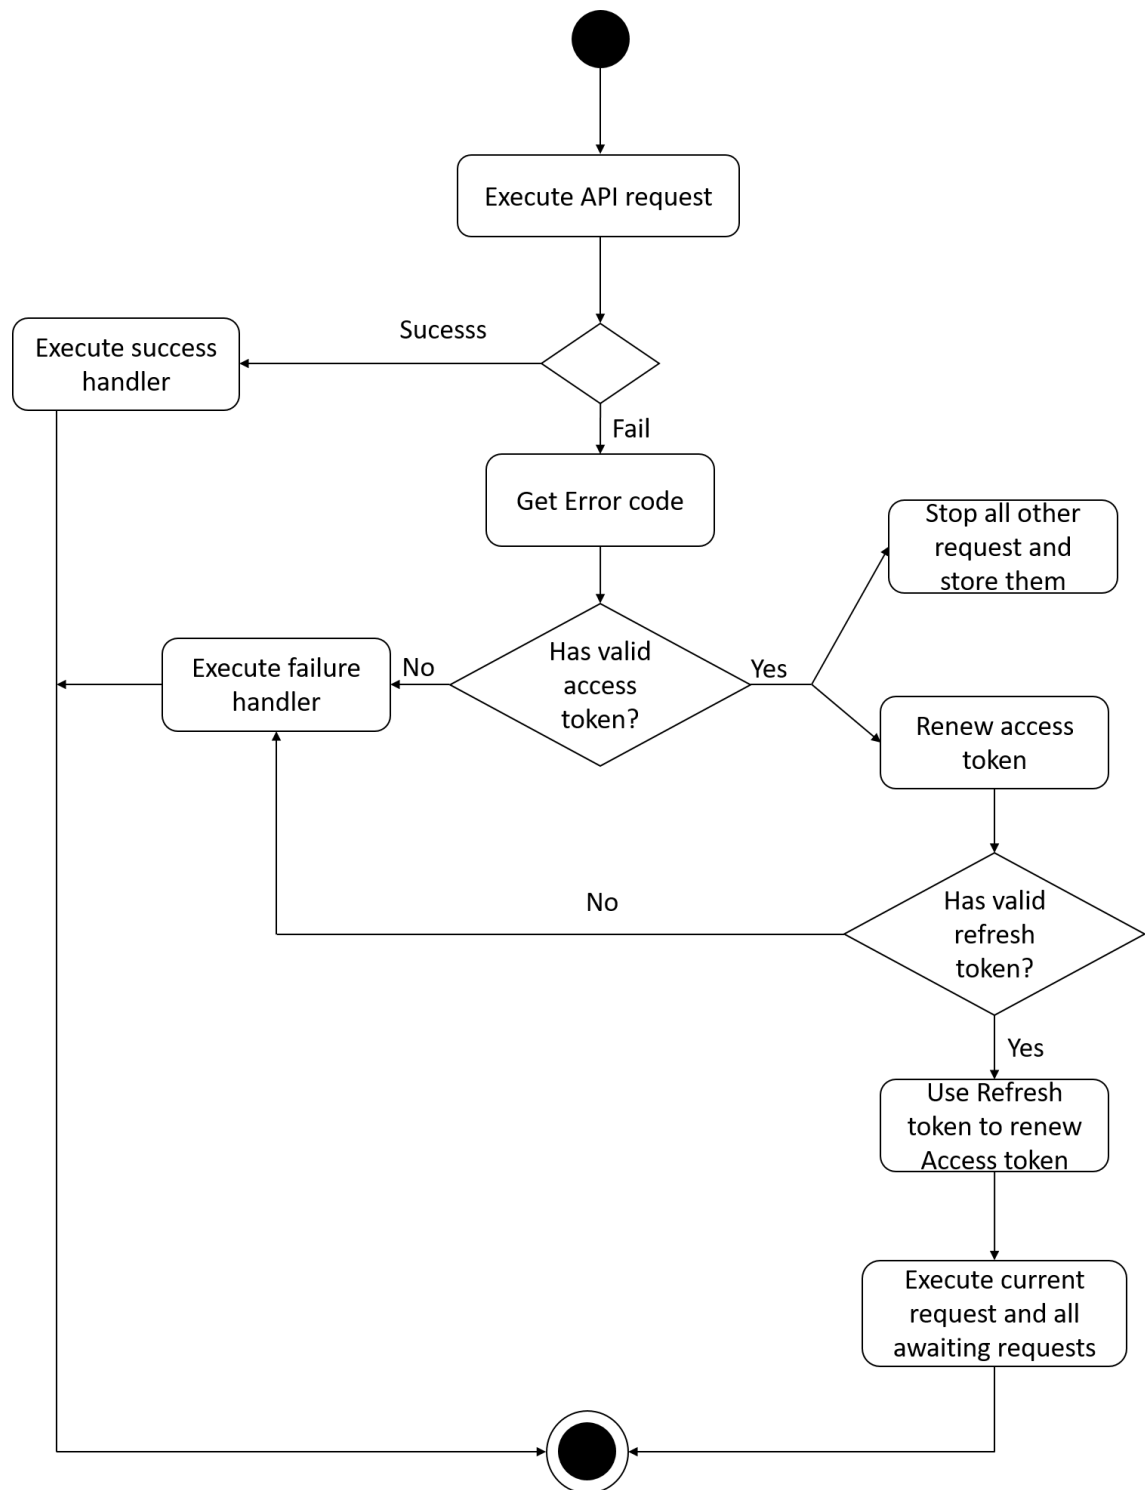 Execute API request
Sucesss
Execute success
handler
Fail
Get Error code
Stop all other
request and
store them
Has valid
access
token?
No
Yes
Execute failure
handler
Renew access
token
Has valid
refresh
token?
No
Yes
Use Refresh
token to renew
Access token
Execute current
request and all
awaiting requests